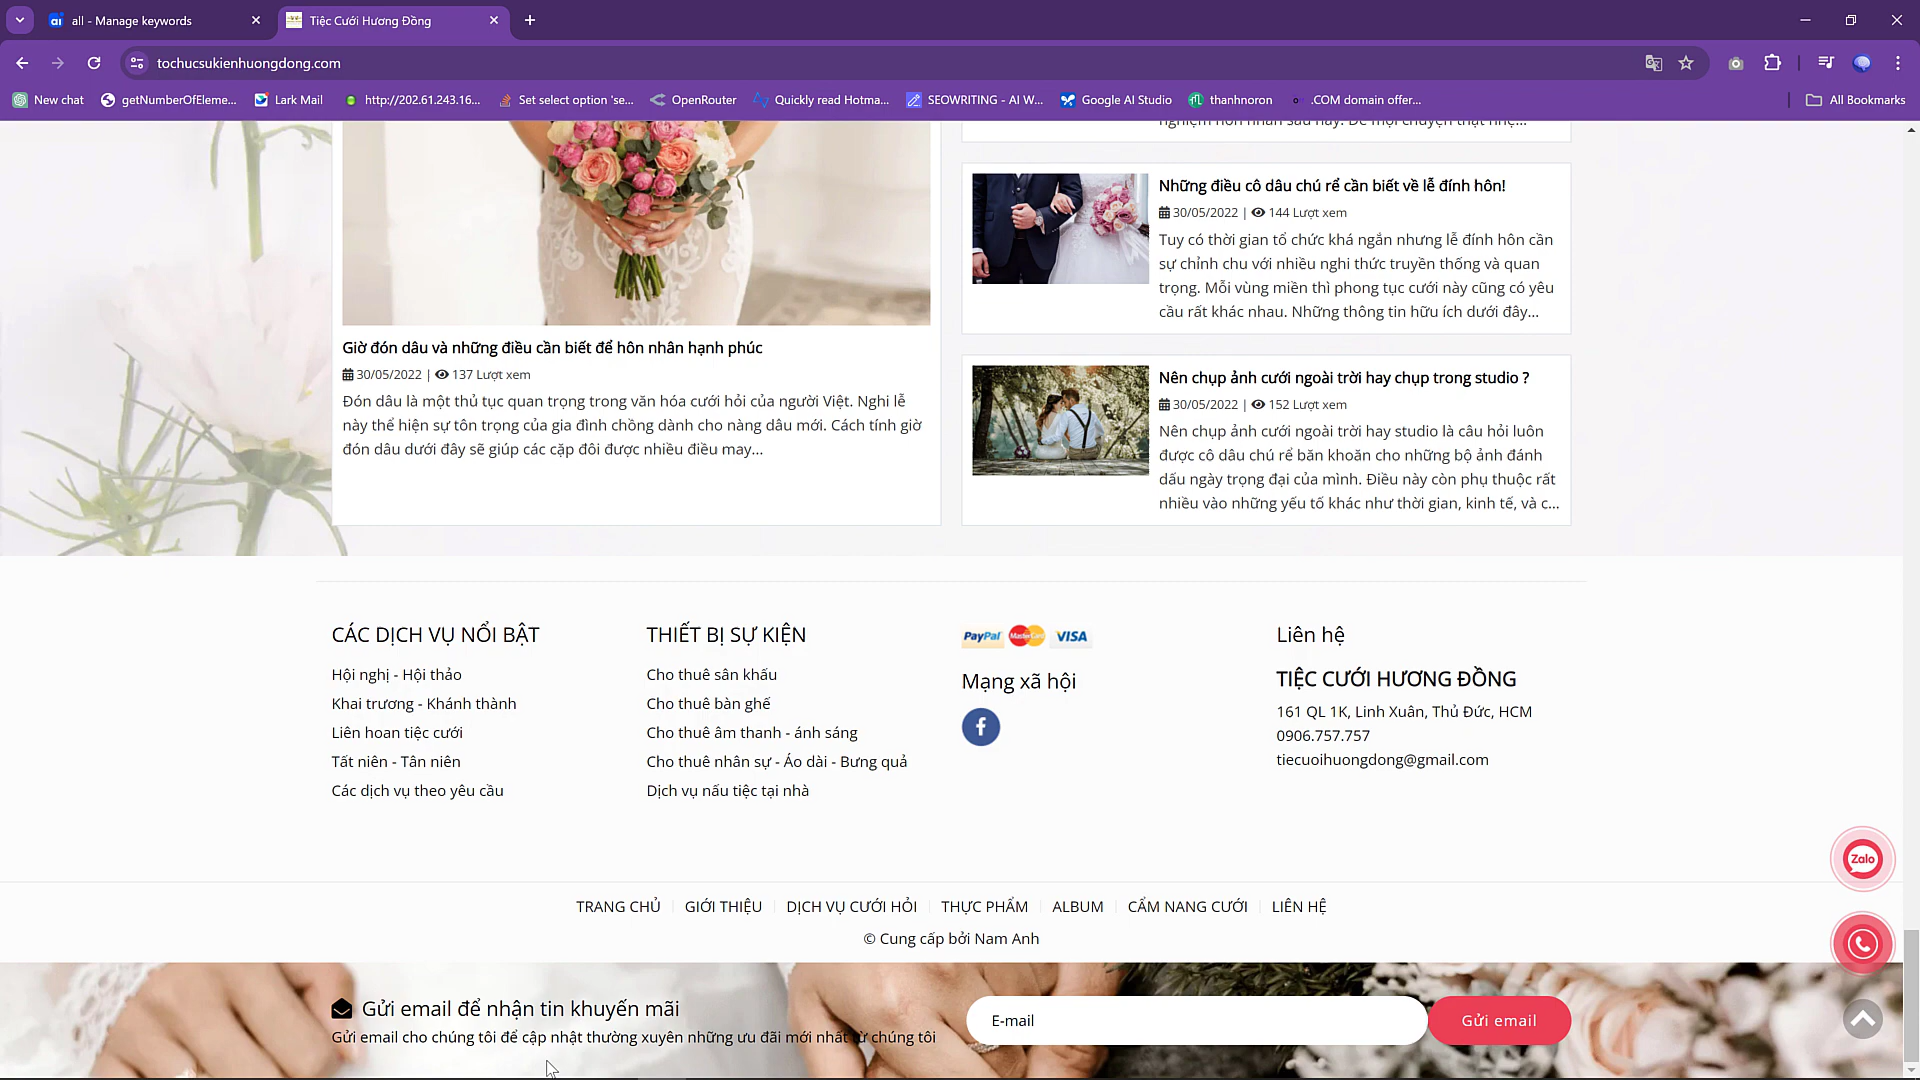 all - Manage keywords
Tiệc Cưới Hương Đồng
tochucsukienhuongdong.com
New chat
getNumberOfEleme...
Lark Mail
http://202.61.243.16...
Set select option 'se...
OpenRouter
Quickly read Hotma...
SEOWRITING - AI W...
Google AI Studio
thanhnoron
.COM domain offer...
All Bookmarks
Giờ đón dâu và những điều cần biết để hôn nhân hạnh phúc
30/05/2022 | 137 Lượt xem
Đón dâu là một thủ tục quan trọng trong văn hóa cưới hỏi của người Việt. Nghi lễ
này thể hiện sự tôn trọng của gia đình chồng dành cho nàng dâu mới. Cách tính giờ
đón dâu dưới đây sẽ giúp các cặp đôi được nhiều điều may...
Những điều cô dâu chú rể cần biết về lễ đính hôn!
30/05/2022 | 144 Lượt xem
Tuy có thời gian tổ chức khá ngắn nhưng lễ đính hôn cần
sự chỉnh chu với nhiều nghi thức truyền thống và quan
trọng. Mỗi vùng miền thì phong tục cưới này cũng có yêu
cầu rất khác nhau. Những thông tin hữu ích dưới đây...
Nên chụp ảnh cưới ngoài trời hay chụp trong studio ?
30/05/2022 | 152 Lượt xem
Nên chụp ảnh cưới ngoài trời hay studio là câu hỏi luôn
được cô dâu chú rể băn khoăn cho những bộ ảnh đánh
dấu ngày trọng đại của mình. Điều này còn phụ thuộc rất
nhiều vào những yếu tố khác như thời gian, kinh tế, và c...
CÁC DỊCH VỤ NỔI BẬT
Hội nghị - Hội thảo
Khai trương - Khánh thành
Liên hoan tiệc cưới
Tất niên - Tân niên
Các dịch vụ theo yêu cầu
THIẾT BỊ SỰ KIỆN
Cho thuê sân khấu
Cho thuê bàn ghế
Cho thuê âm thanh - ánh sáng
Cho thuê nhân sự - Áo dài - Bưng quả
Dịch vụ nấu tiệc tại nhà
PayPal MasterCard VISA
Mạng xã hội
Liên hệ
TIỆC CƯỚI HƯƠNG ĐỒNG
161 QL 1K, Linh Xuân, Thủ Đức, HCM
0906.757.757
tiecuoihuongdong@gmail.com
Zalo
TRANG CHỦ GIỚI THIỆU DỊCH VỤ CƯỚI HỎI THỰC PHẨM ALBUM CẨM NANG CƯỚI LIÊN HỆ
© Cung cấp bởi Nam Anh
Gửi email để nhận tin khuyến mãi
Gửi email cho chúng tôi để cập nhật thường xuyên những ưu đãi mới nhất từ chúng tôi
E-mail
Gửi email